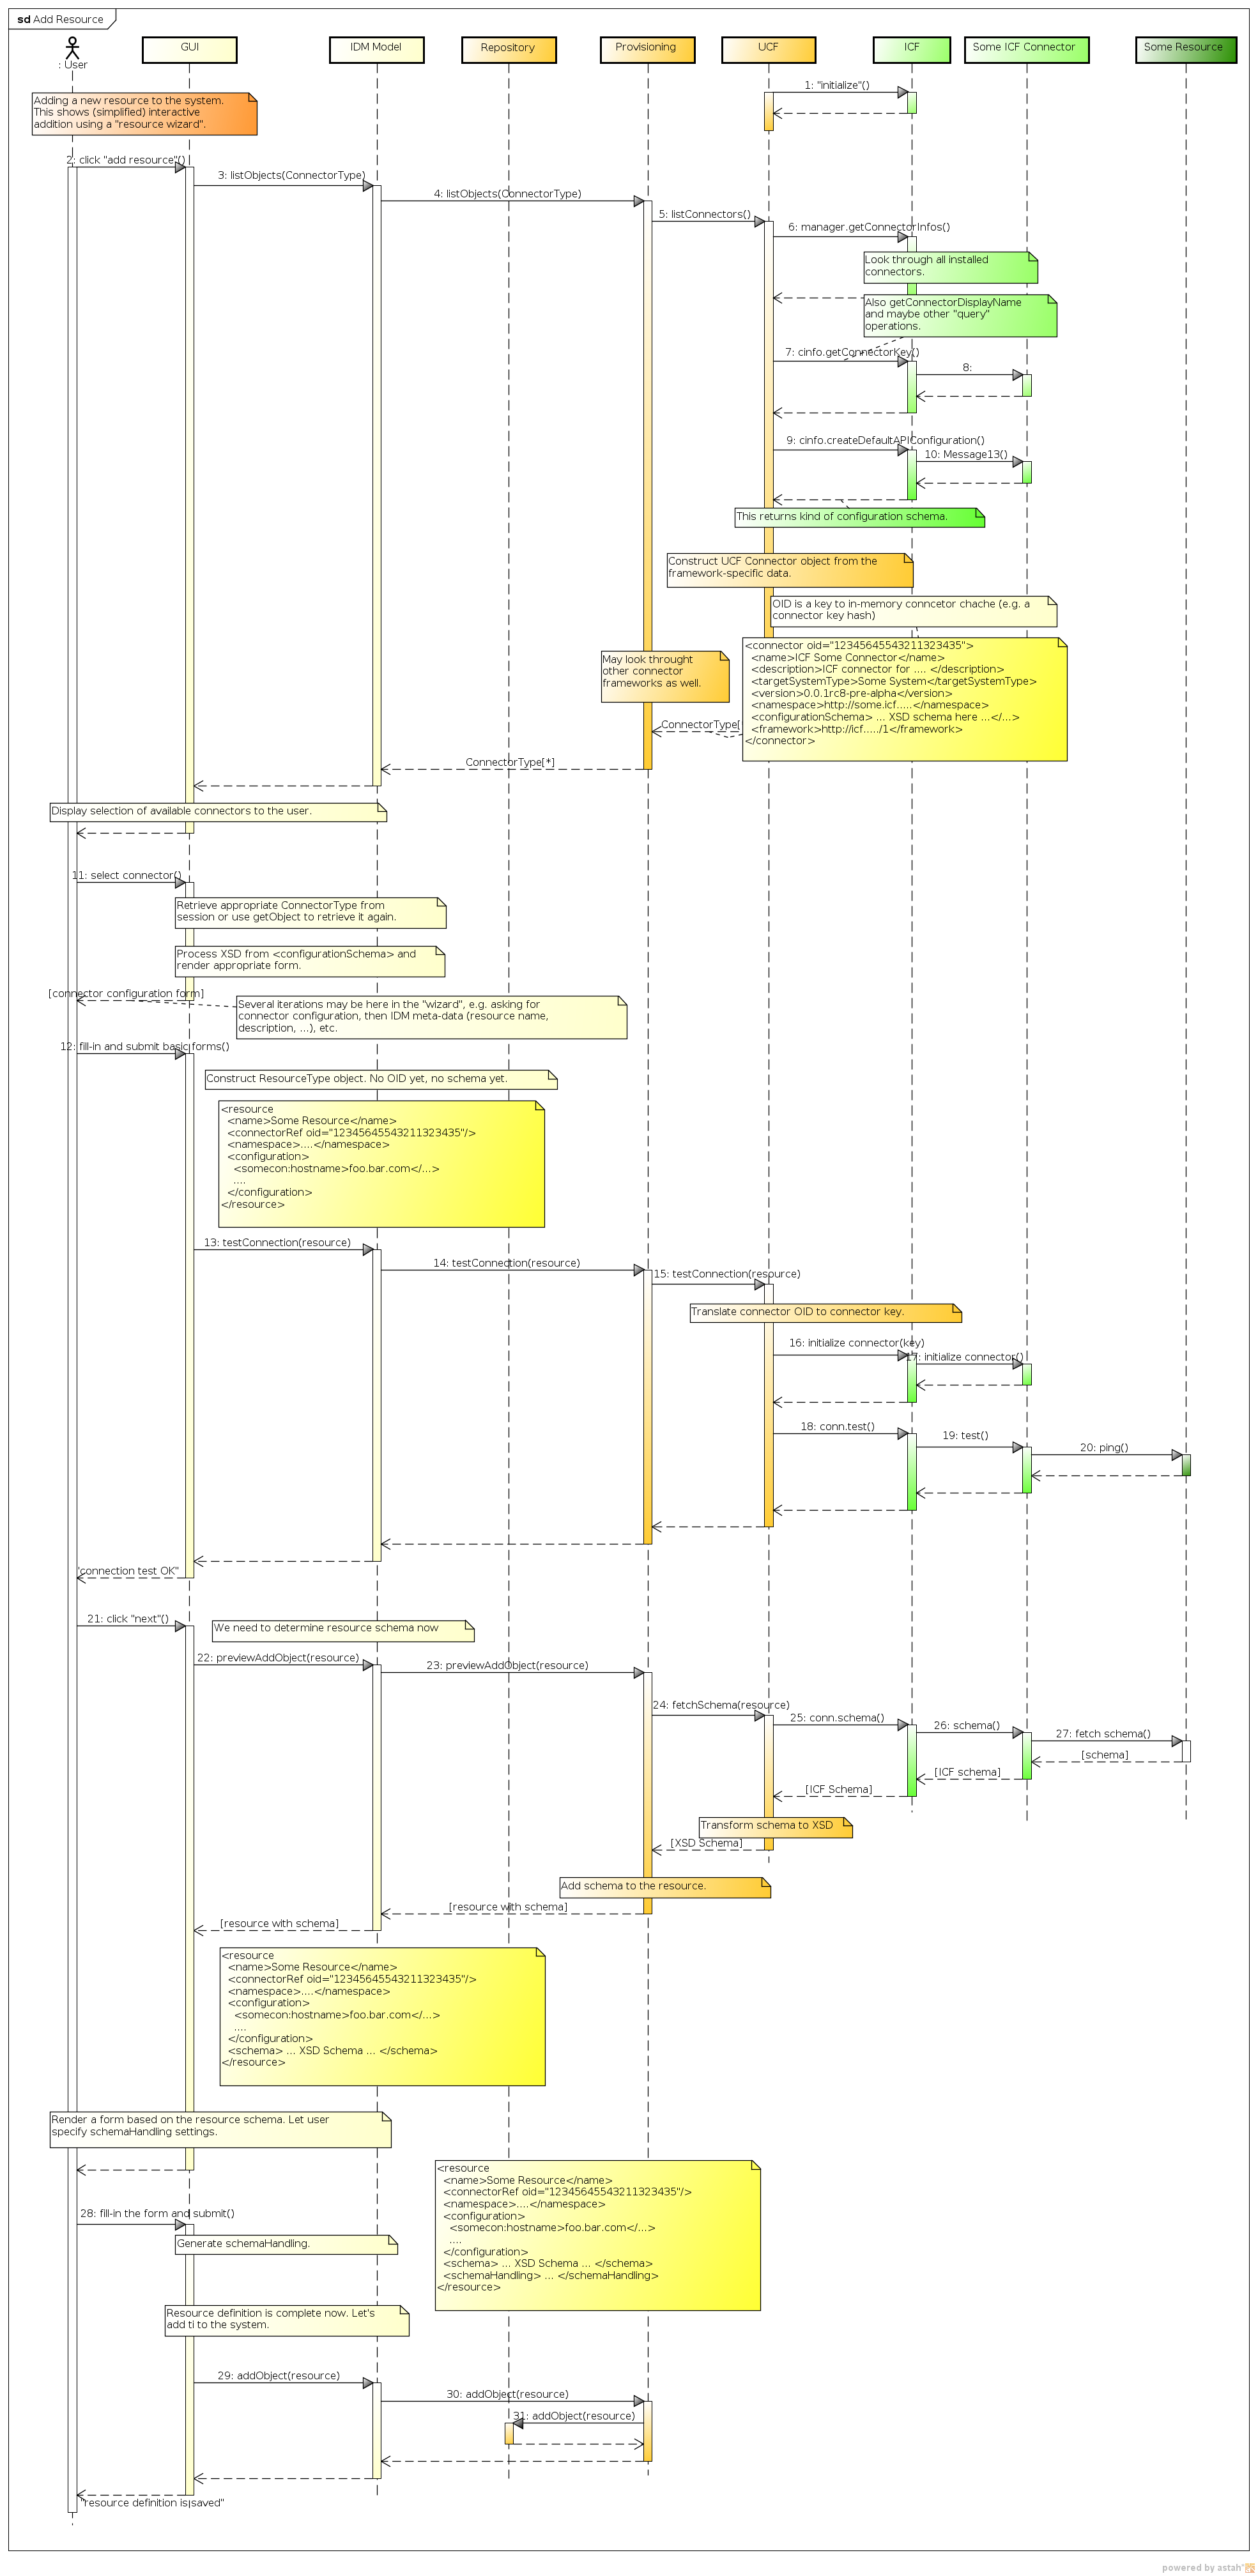 sd Add Resource
: User
GUI
IDM Model
Repository
Provisioning
UCF
ICF
Some ICF Connector
Some Resource
Adding a new resource to the system.
This shows (simplified) interactive
addition using a "resource wizard".
1: "initialize"()
2: click "add resource"()
3: listObjects(ConnectorType)
4: listObjects(ConnectorType)
5: listConnectors()
6: manager.getConnectorInfos()
Look through all installed
connectors.
Also getConnectorDisplayName
and maybe other "query"
operations.
7: cinfo.getConnectorKey()
8:
9: cinfo.createDefaultAPIConfiguration()
10: Message13()
This returns kind of configuration schema.
Construct UCF Connector object from the
framework-specific data.
OID is a key to in-memory conncetor chache (e.g. a
connector key hash)
<connector oid="12345645543211323435">
<name>ICF Some Connector</name>
<description>ICF connector for .... </description>
<targetSystemType>Some System</targetSystemType>
<version>0.0.1rc8-pre-alpha</version>
<namespace>http://some.icf.....</namespace>
<configurationSchema> ... XSD schema here ...</...>
<framework>http://icf...../1</framework>
</connector>
May look throught
other connector
frameworks as well.
ConnectorType[
ConnectorType[*]
Display selection of available connectors to the user.
11: select connector()
Retrieve appropriate ConnectorType from
session or use getObject to retrieve it again.
Process XSD from <configurationSchema> and
render appropriate form.
[connector configuration form]
Several iterations may be here in the "wizard", e.g. asking for
connector configuration, then IDM meta-data (resource name,
description, ...), etc.
12: fill-in and submit basic forms()
Construct ResourceType object. No OID yet, no schema yet.
<resource
<name>Some Resource</name>
<connectorRef oid="12345645543211323435"/>
<namespace>....</namespace>
<configuration>
<somecon:hostname>foo.bar.com</...>
....
</configuration>
</resource>
13: testConnection(resource)
14: testConnection(resource)
15: testConnection(resource)
Translate connector OID to connector key.
16: initialize connector(key)
17: initialize connector()
18: conn.test()
19: test()
20: ping()
"connection test OK"
21: click "next"()
We need to determine resource schema now
22: previewAddObject(resource)
23: previewAddObject(resource)
24: fetchSchema(resource)
25: conn.schema()
26: schema()
27: fetch schema()
[schema]
[ICF schema]
[ICF Schema]
Transform schema to XSD
[XSD Schema]
Add schema to the resource.
[resource with schema]
[resource with schema]
<resource
<name>Some Resource</name>
<connectorRef oid="12345645543211323435"/>
<namespace>....</namespace>
<configuration>
<somecon:hostname>foo.bar.com</...>
....
</configuration>
<schema> ... XSD Schema ... </schema>
</resource>
Render a form based on the resource schema. Let user
specify schemaHandling settings.
<resource
<name>Some Resource</name>
<connectorRef oid="12345645543211323435"/>
<namespace>....</namespace>
<configuration>
<somecon:hostname>foo.bar.com</...>
....
</configuration>
<schema> ... XSD Schema ... </schema>
<schemaHandling> ... </schemaHandling>
</resource>
28: fill-in the form and submit()
Generate schemaHandling.
Resource definition is complete now. Let's
add ti to the system.
29: addObject(resource)
30: addObject(resource)
31: addObject(resource)
"resource definition is saved"
powered by astah*